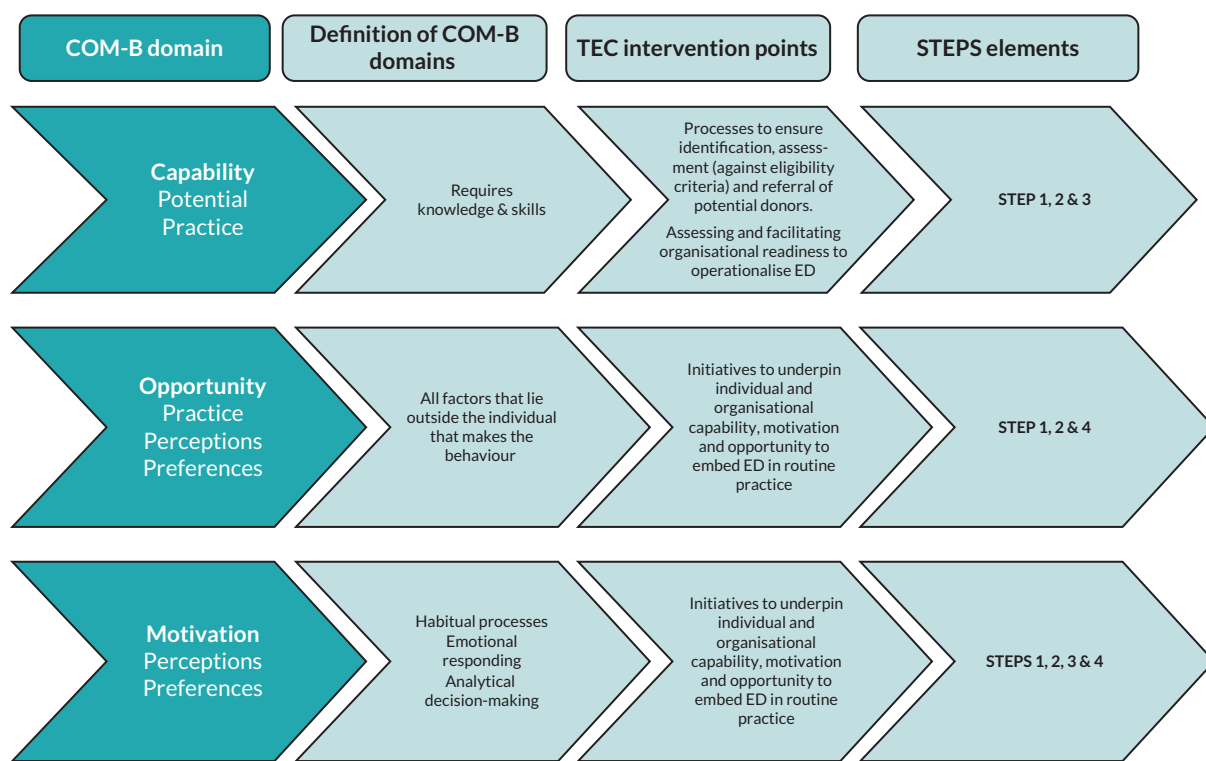 COM-B domain
Definition of COM-B
domains
TEC intervention points
STEPS elements
Capability
Potential
Practice
Requires
knowledge & skills
Processes to ensure
identification, assess-
ment (against eligibility
criteria) and referral of
potential donors.
Assessing and facilitating
organisational readiness to
operationalise ED
STEP 1, 2 & 3
Opportunity
Practice
Perceptions
Preferences
All factors that lie
outside the individual
that makes the
behaviour
Initiatives to underpin
individual and
organisational
capability, motivation
and opportunity to
embed ED in routine
practice
STEP 1, 2 & 4
Motivation
Perceptions
Preferences
Habitual processes
Emotional
responding
Analytical
decision-making
Initiatives to underpin
individual and
organisational
capability, motivation
and opportunity to
embed ED in routine
practice
STEPS 1, 2, 3 & 4